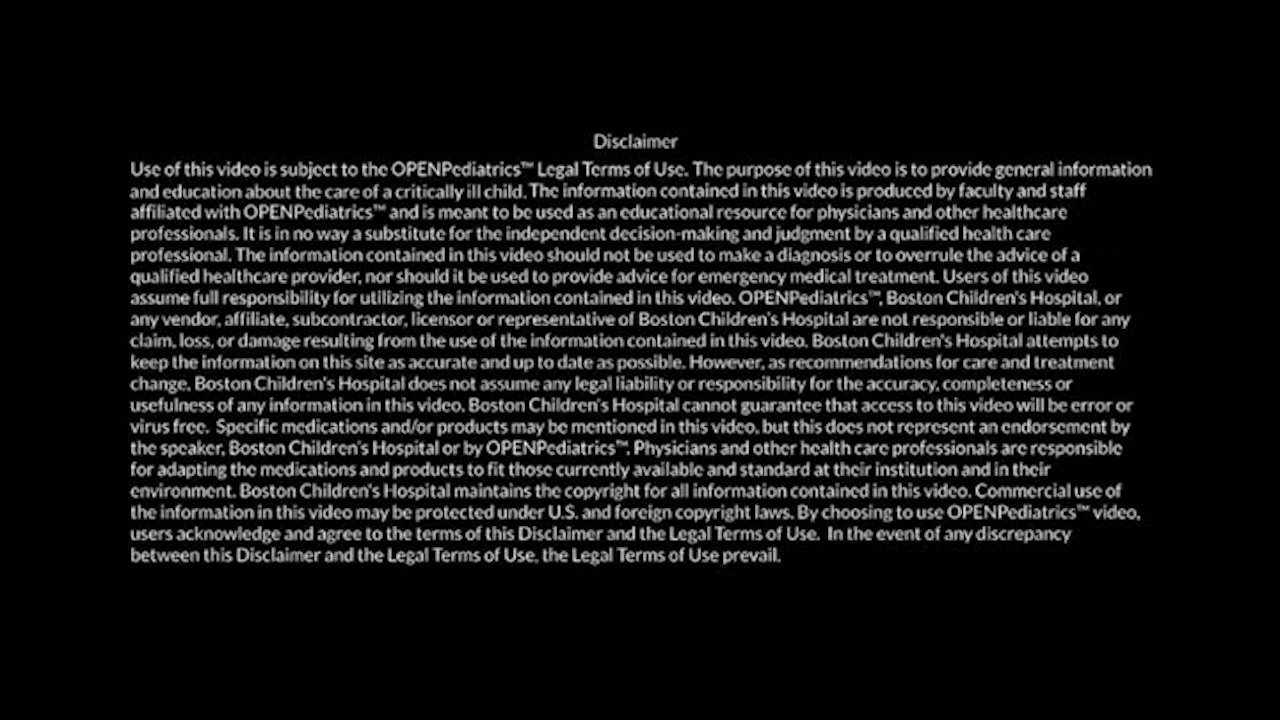 Disclaimer
Use of this video is subject to the OPENPediatrics™ Legal Terms of Use. The purpose of this video is to provide general information
and education about the care of a critically ill child. The information contained in this video is produced by faculty and staff
affiliated with OPENPediatrics™ and is meant to be used as an educational resource for physicians and other healthcare
professionals. It is in no way a substitute for the independent decision-making and judgment by a qualified health care
professional. The information contained in this video should not be used to make a diagnosis or to overrule the advice of a
qualified healthcare provider, nor should it be used to provide advice for emergency medical treatment. Users of this video
assume full responsibility for utilizing the information contained in this video. OPENPediatrics™, Boston Children's Hospital, or
any vendor, affiliate, subcontractor, licensor or representative of Boston Children's Hospital are not responsible or liable for any
claim, loss, or damage resulting from the use of the information contained in this video. Boston Children's Hospital attempts to
keep the information on this site as accurate and up to date as possible. However, as recommendations for care and treatment
change, Boston Children's Hospital does not assume any legal liability or responsibility for the accuracy, completeness or
usefulness of any information in this video. Boston Children's Hospital cannot guarantee that access to this video will be error or
virus free.  Specific medications and/or products may be mentioned in this video, but this does not represent an endorsement by
the speaker, Boston Children's Hospital or by OPENPediatrics™. Physicians and other health care professionals are responsible
for adapting the medications and products to fit those currently available and standard at their institution and in their
environment. Boston Children's Hospital maintains the copyright for all information contained in this video. Commercial use of
the information in this video may be protected under U.S. and foreign copyright laws. By choosing to use OPENPediatrics™ video,
users acknowledge and agree to the terms of this Disclaimer and the Legal Terms of Use.  In the event of any discrepancy
between this Disclaimer and the Legal Terms of Use, the Legal Terms of Use prevail.